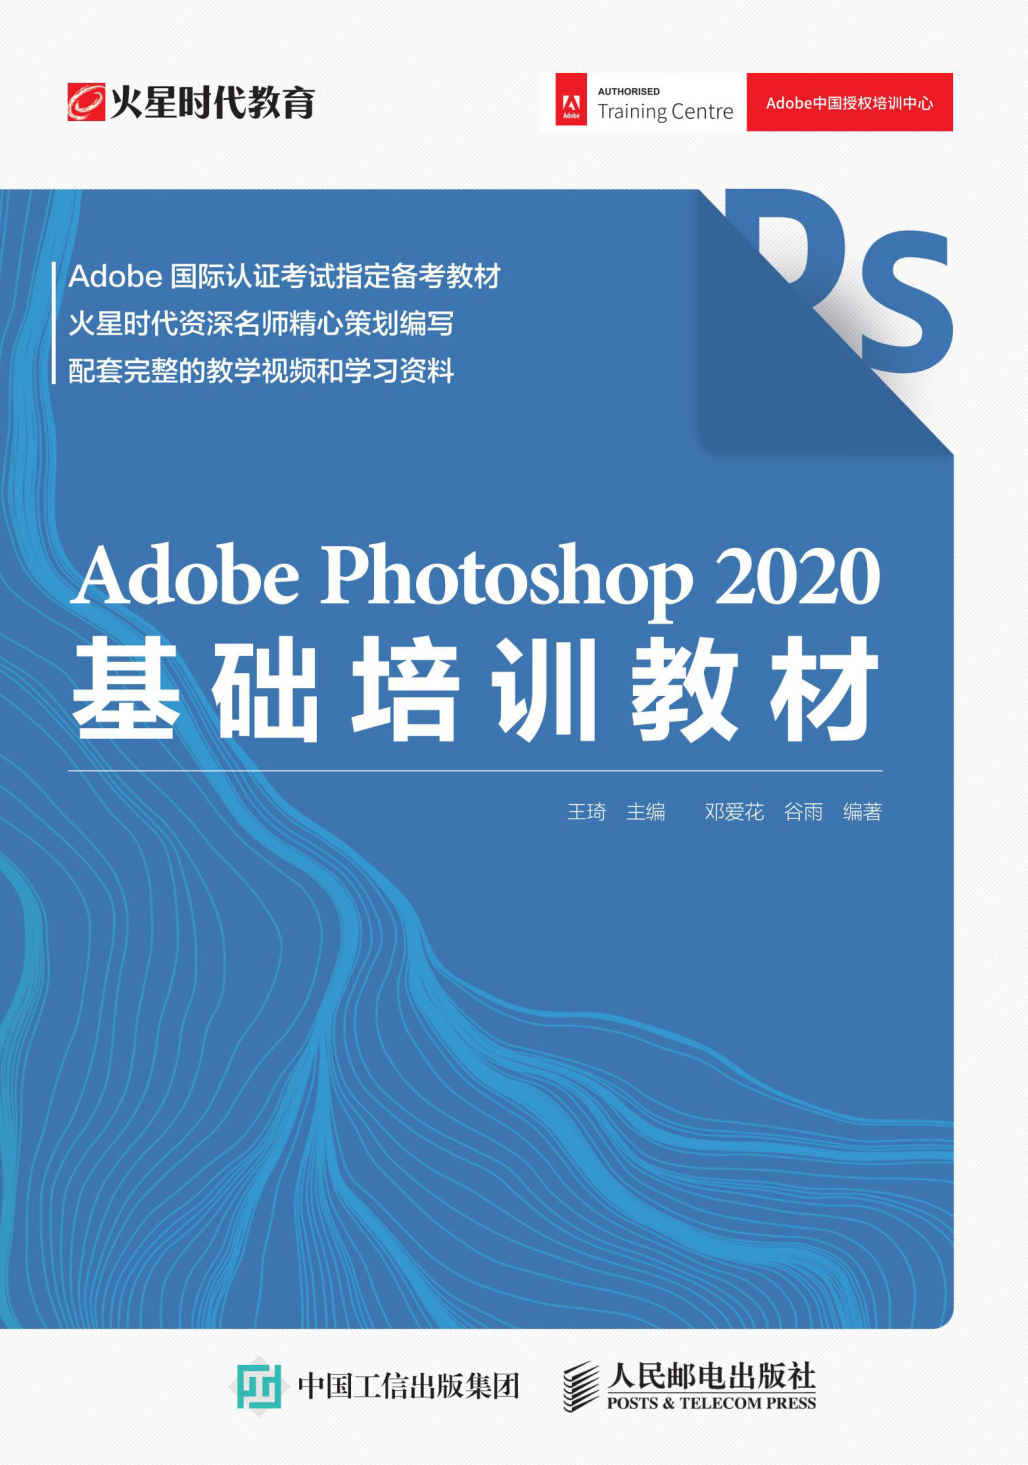 火星时代教育
AUTHORISED
Training Centre
Adobe
Adobe中国授权培训中心
Ps
Adobe 国际认证考试指定备考教材
火星时代资深名师精心策划编写
配套完整的教学视频和学习资料
Adobe Photoshop 2020
基础培训教材
王琦 主编 邓爱花 谷雨 编著
中国工信出版集团
人民邮电出版社
POSTS & TELECOM PRESS